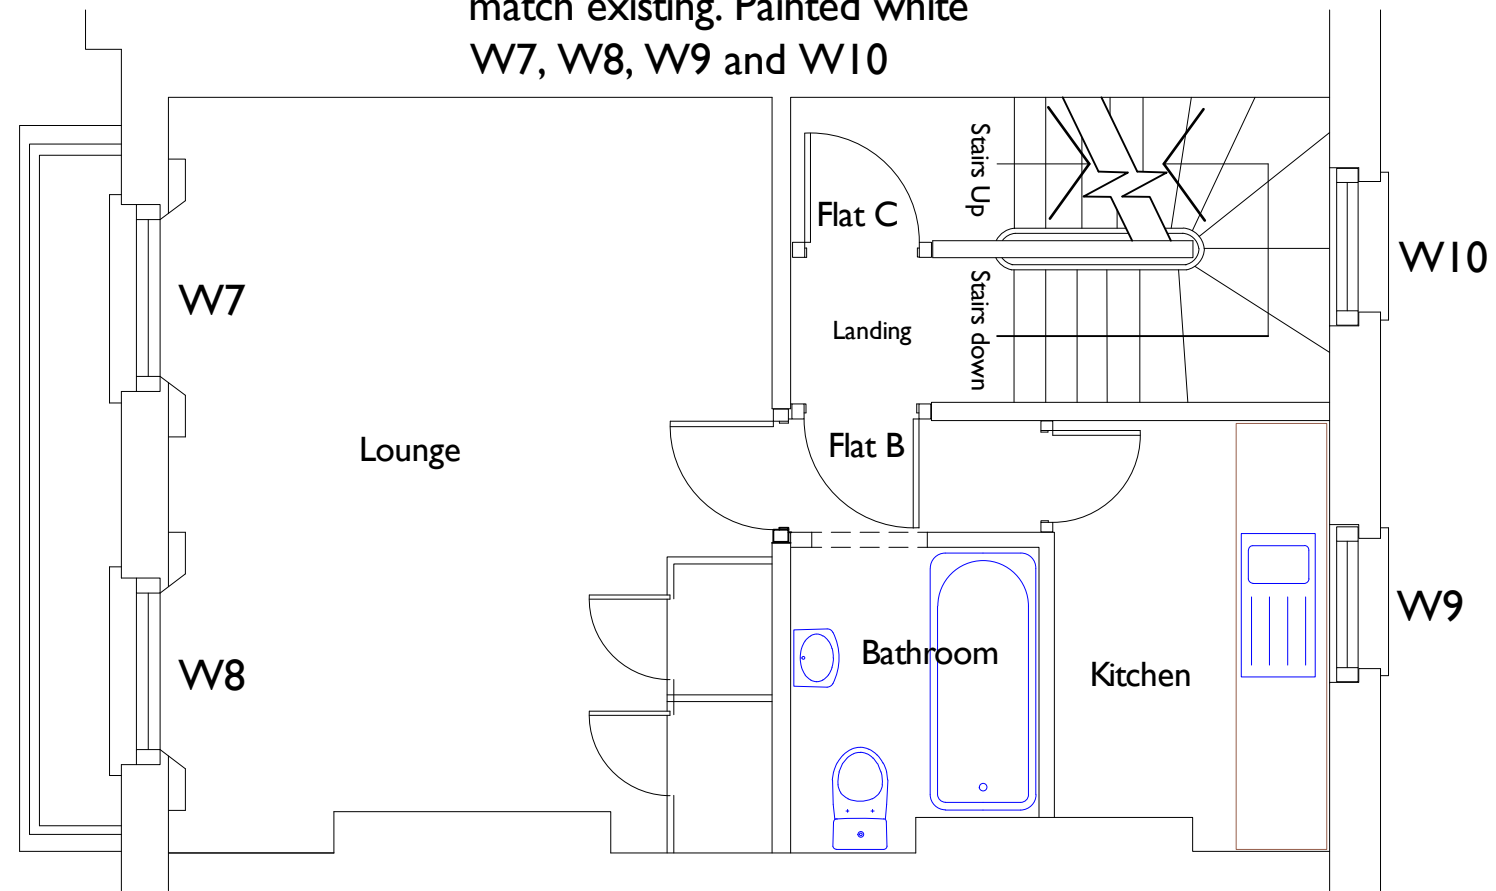 match existing. Painted white
W7, W8, W9 and W10
Stairs Up
Flat C
W10
W7
Stairs down
Landing
Lounge
Flat B
W9
Bathroom
W8
Kitchen